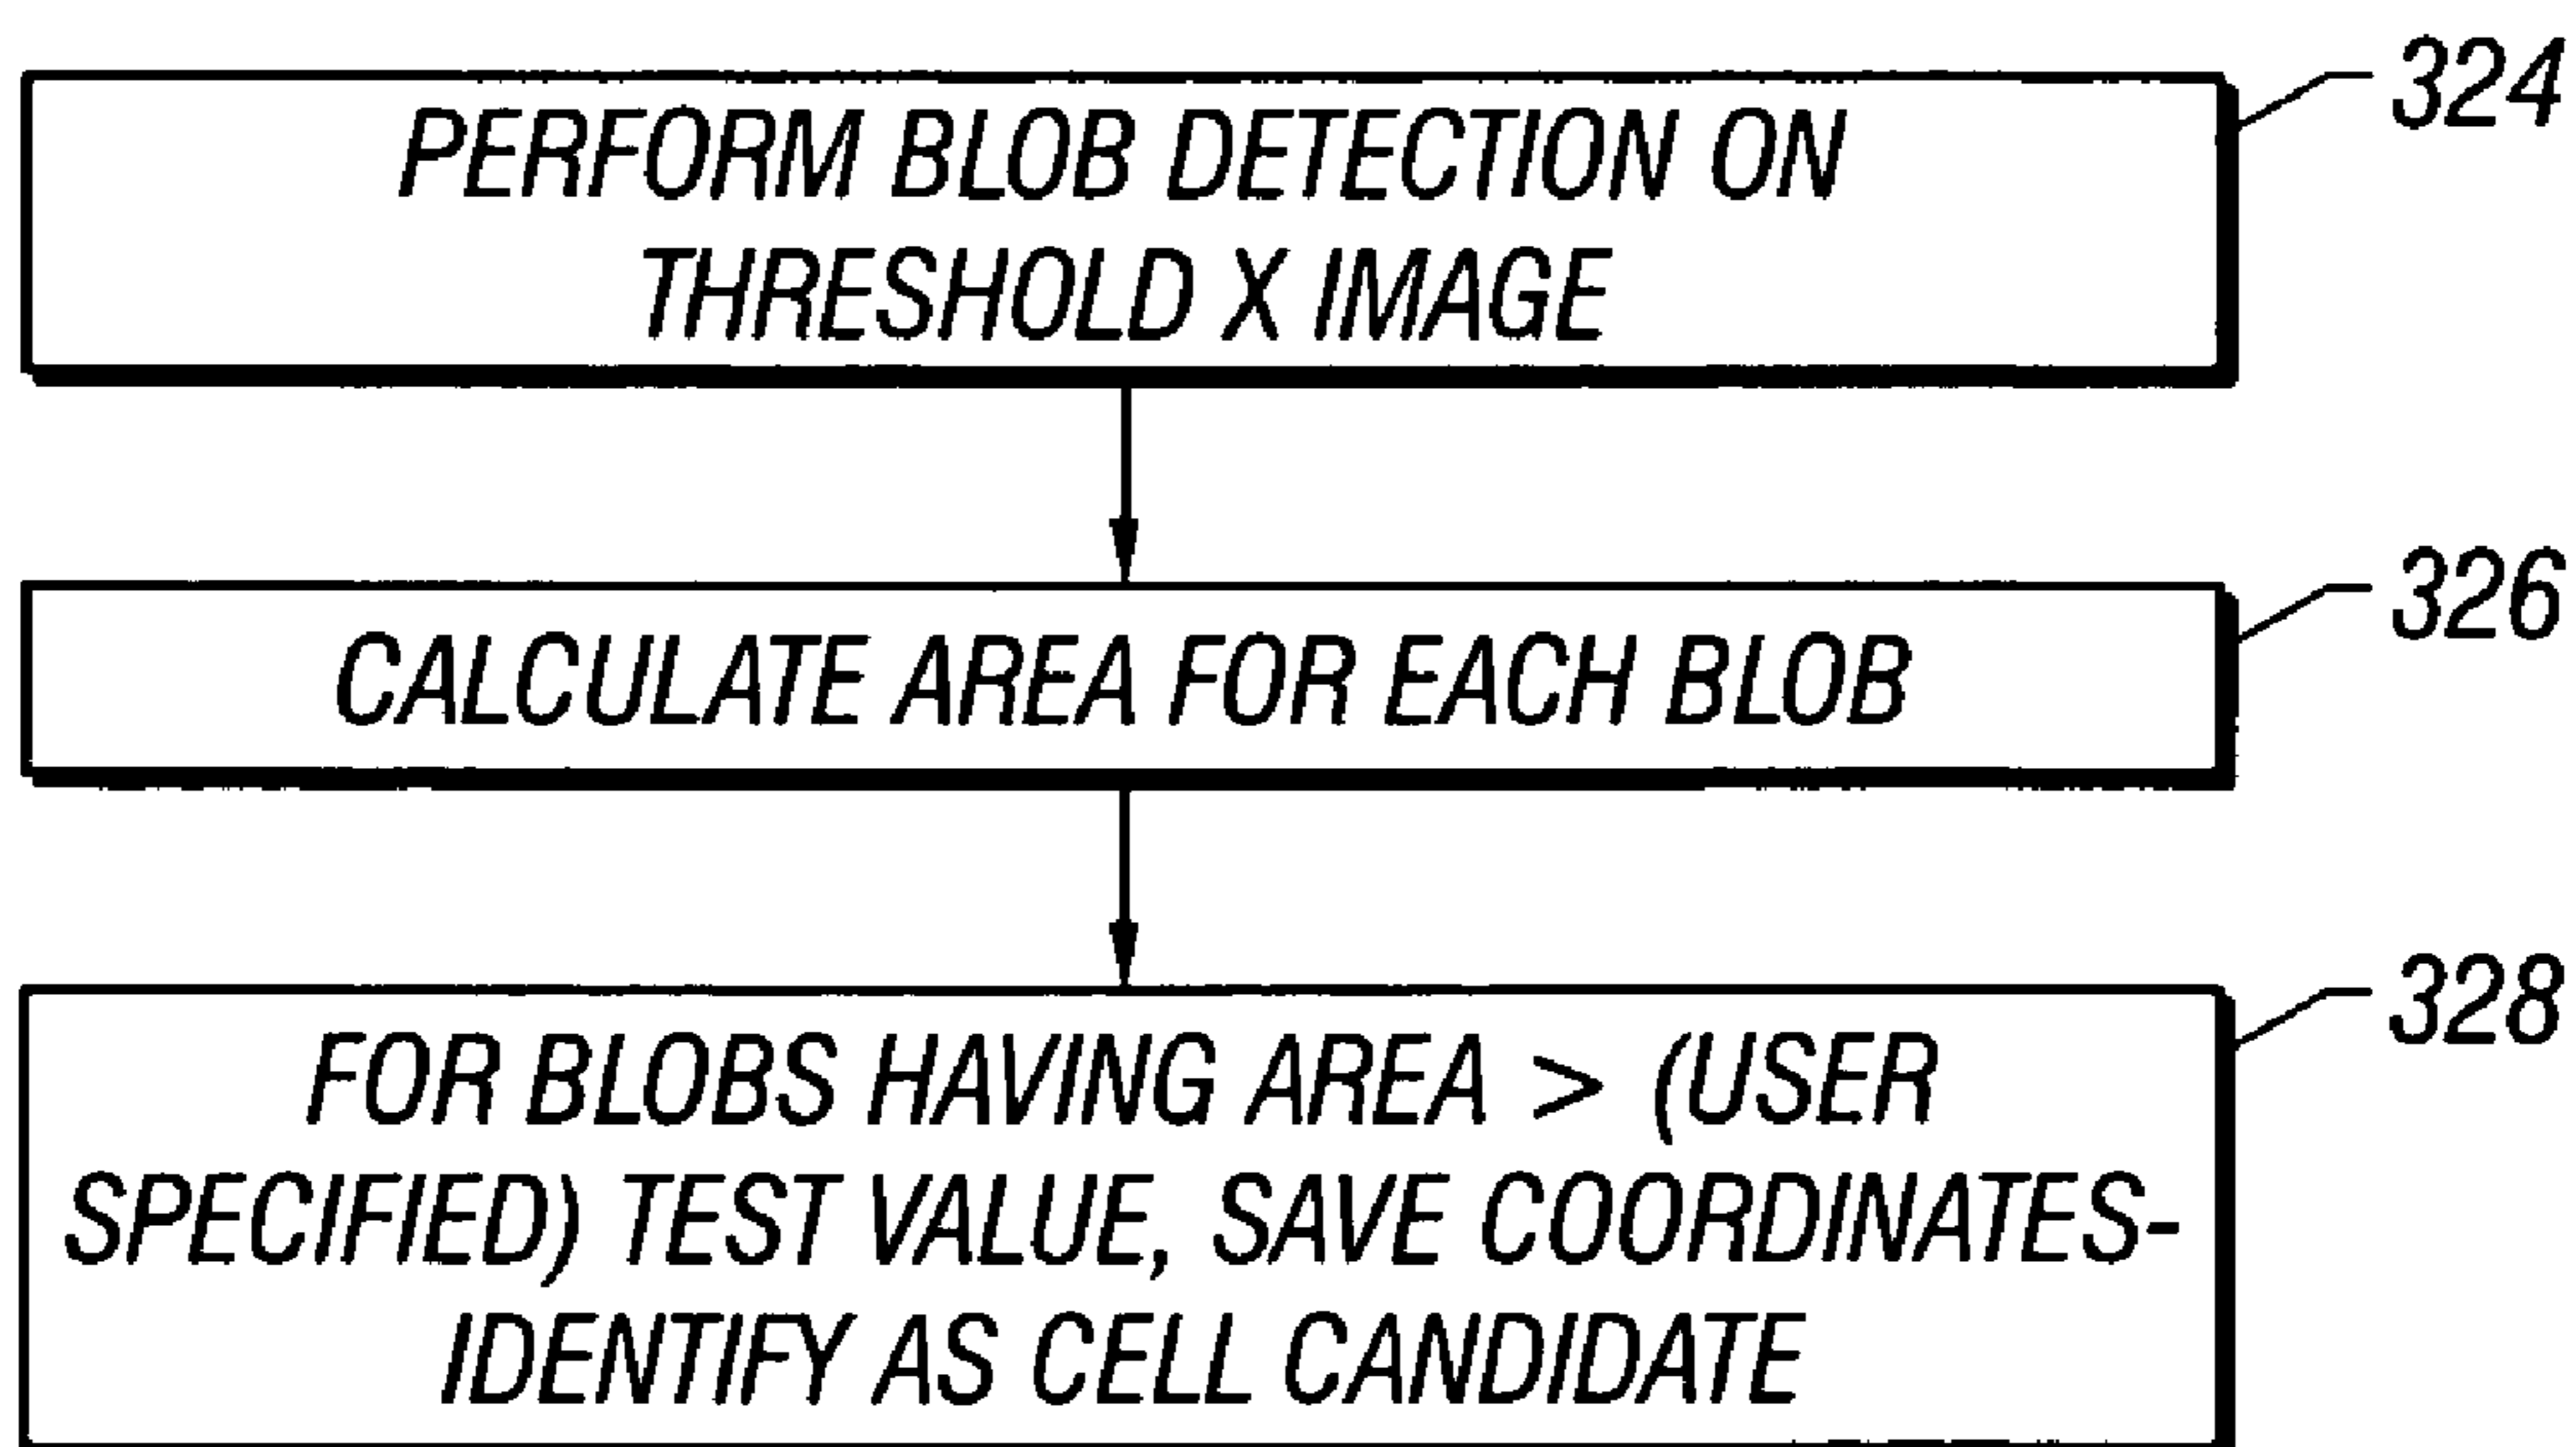 324
PERFORM BLOB DETECTION ON
THRESHOLD X IMAGE
326
CALCULATE AREA FOR EACH BLOB
328
FOR BLOBS HAVING AREA > (USER
SPECIFIED) TEST VALUE, SAVE COORDINATES-
IDENTIFY AS CELL CANDIDATE